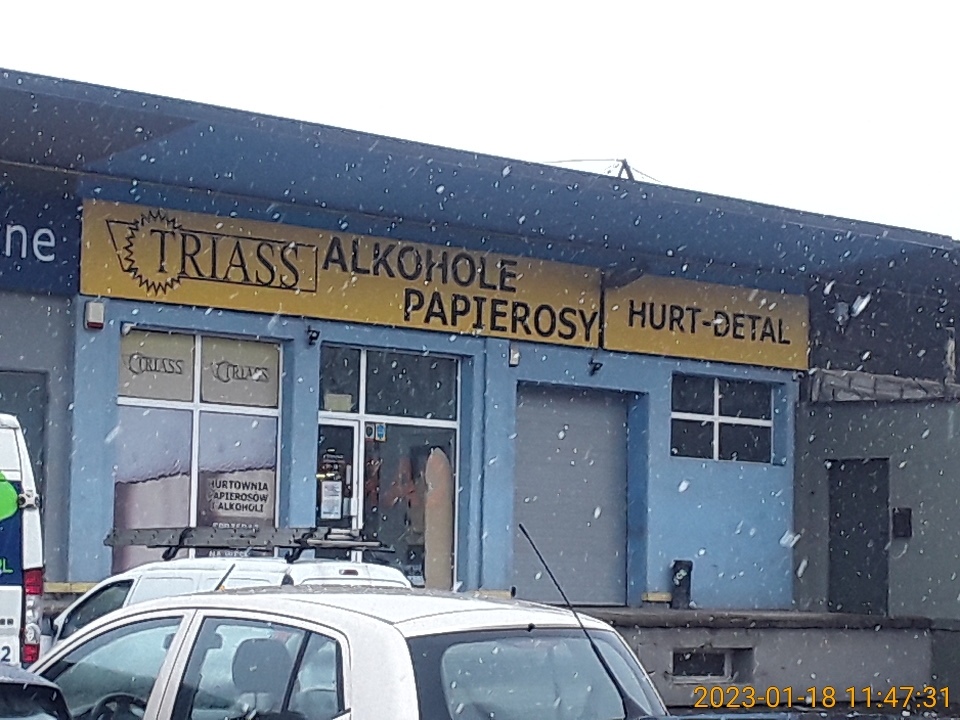 ne
TRIASS
ALKOHOLE
PAPIEROSY
HURT-DETAL
TRIASS
TRIASS
HURTOWNIA
PAPIEROSÓW
I ALKOHOLI
2023-01-18 11:47:31